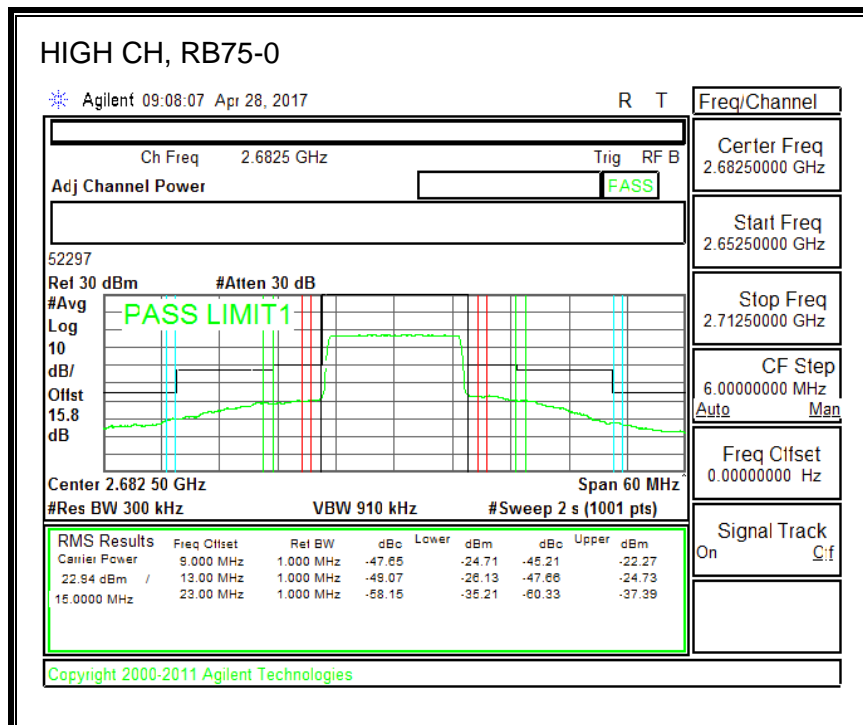 HIGH CH, RB75-0
Agilent 09:08:07 Apr 28, 2017 R T
Ch Freq 2.6825 GHz Trig RF B
Adj Channel Power PASS
52297
Ref 30 dBm #Atten 30 dB
#Avg
Log
10
dB/
Offst
15.8
dB
PASS LIMIT1
Center 2.682 50 GHz Span 60 MHz
#Res BW 300 kHz VBW 910 kHz #Sweep 2 s (1001 pts)
RMS Results Freq Offset Ref BW dBc Lower dBm dBc Upper dBm
Carrier Power 9.000 MHz 1.000 MHz -47.65 -24.71 -45.21 -22.27
22.94 dBm / 13.00 MHz 1.000 MHz -49.07 -26.13 -47.66 -24.73
15.0000 MHz 23.00 MHz 1.000 MHz -58.15 -35.21 -60.33 -37.39
Copyright 2000-2011 Agilent Technologies
Freq/Channel
Center Freq
2.68250000 GHz
Start Freq
2.65250000 GHz
Stop Freq
2.71250000 GHz
CF Step
6.00000000 MHz
Auto Man
Freq Offset
0.00000000 Hz
Signal Track
On Off